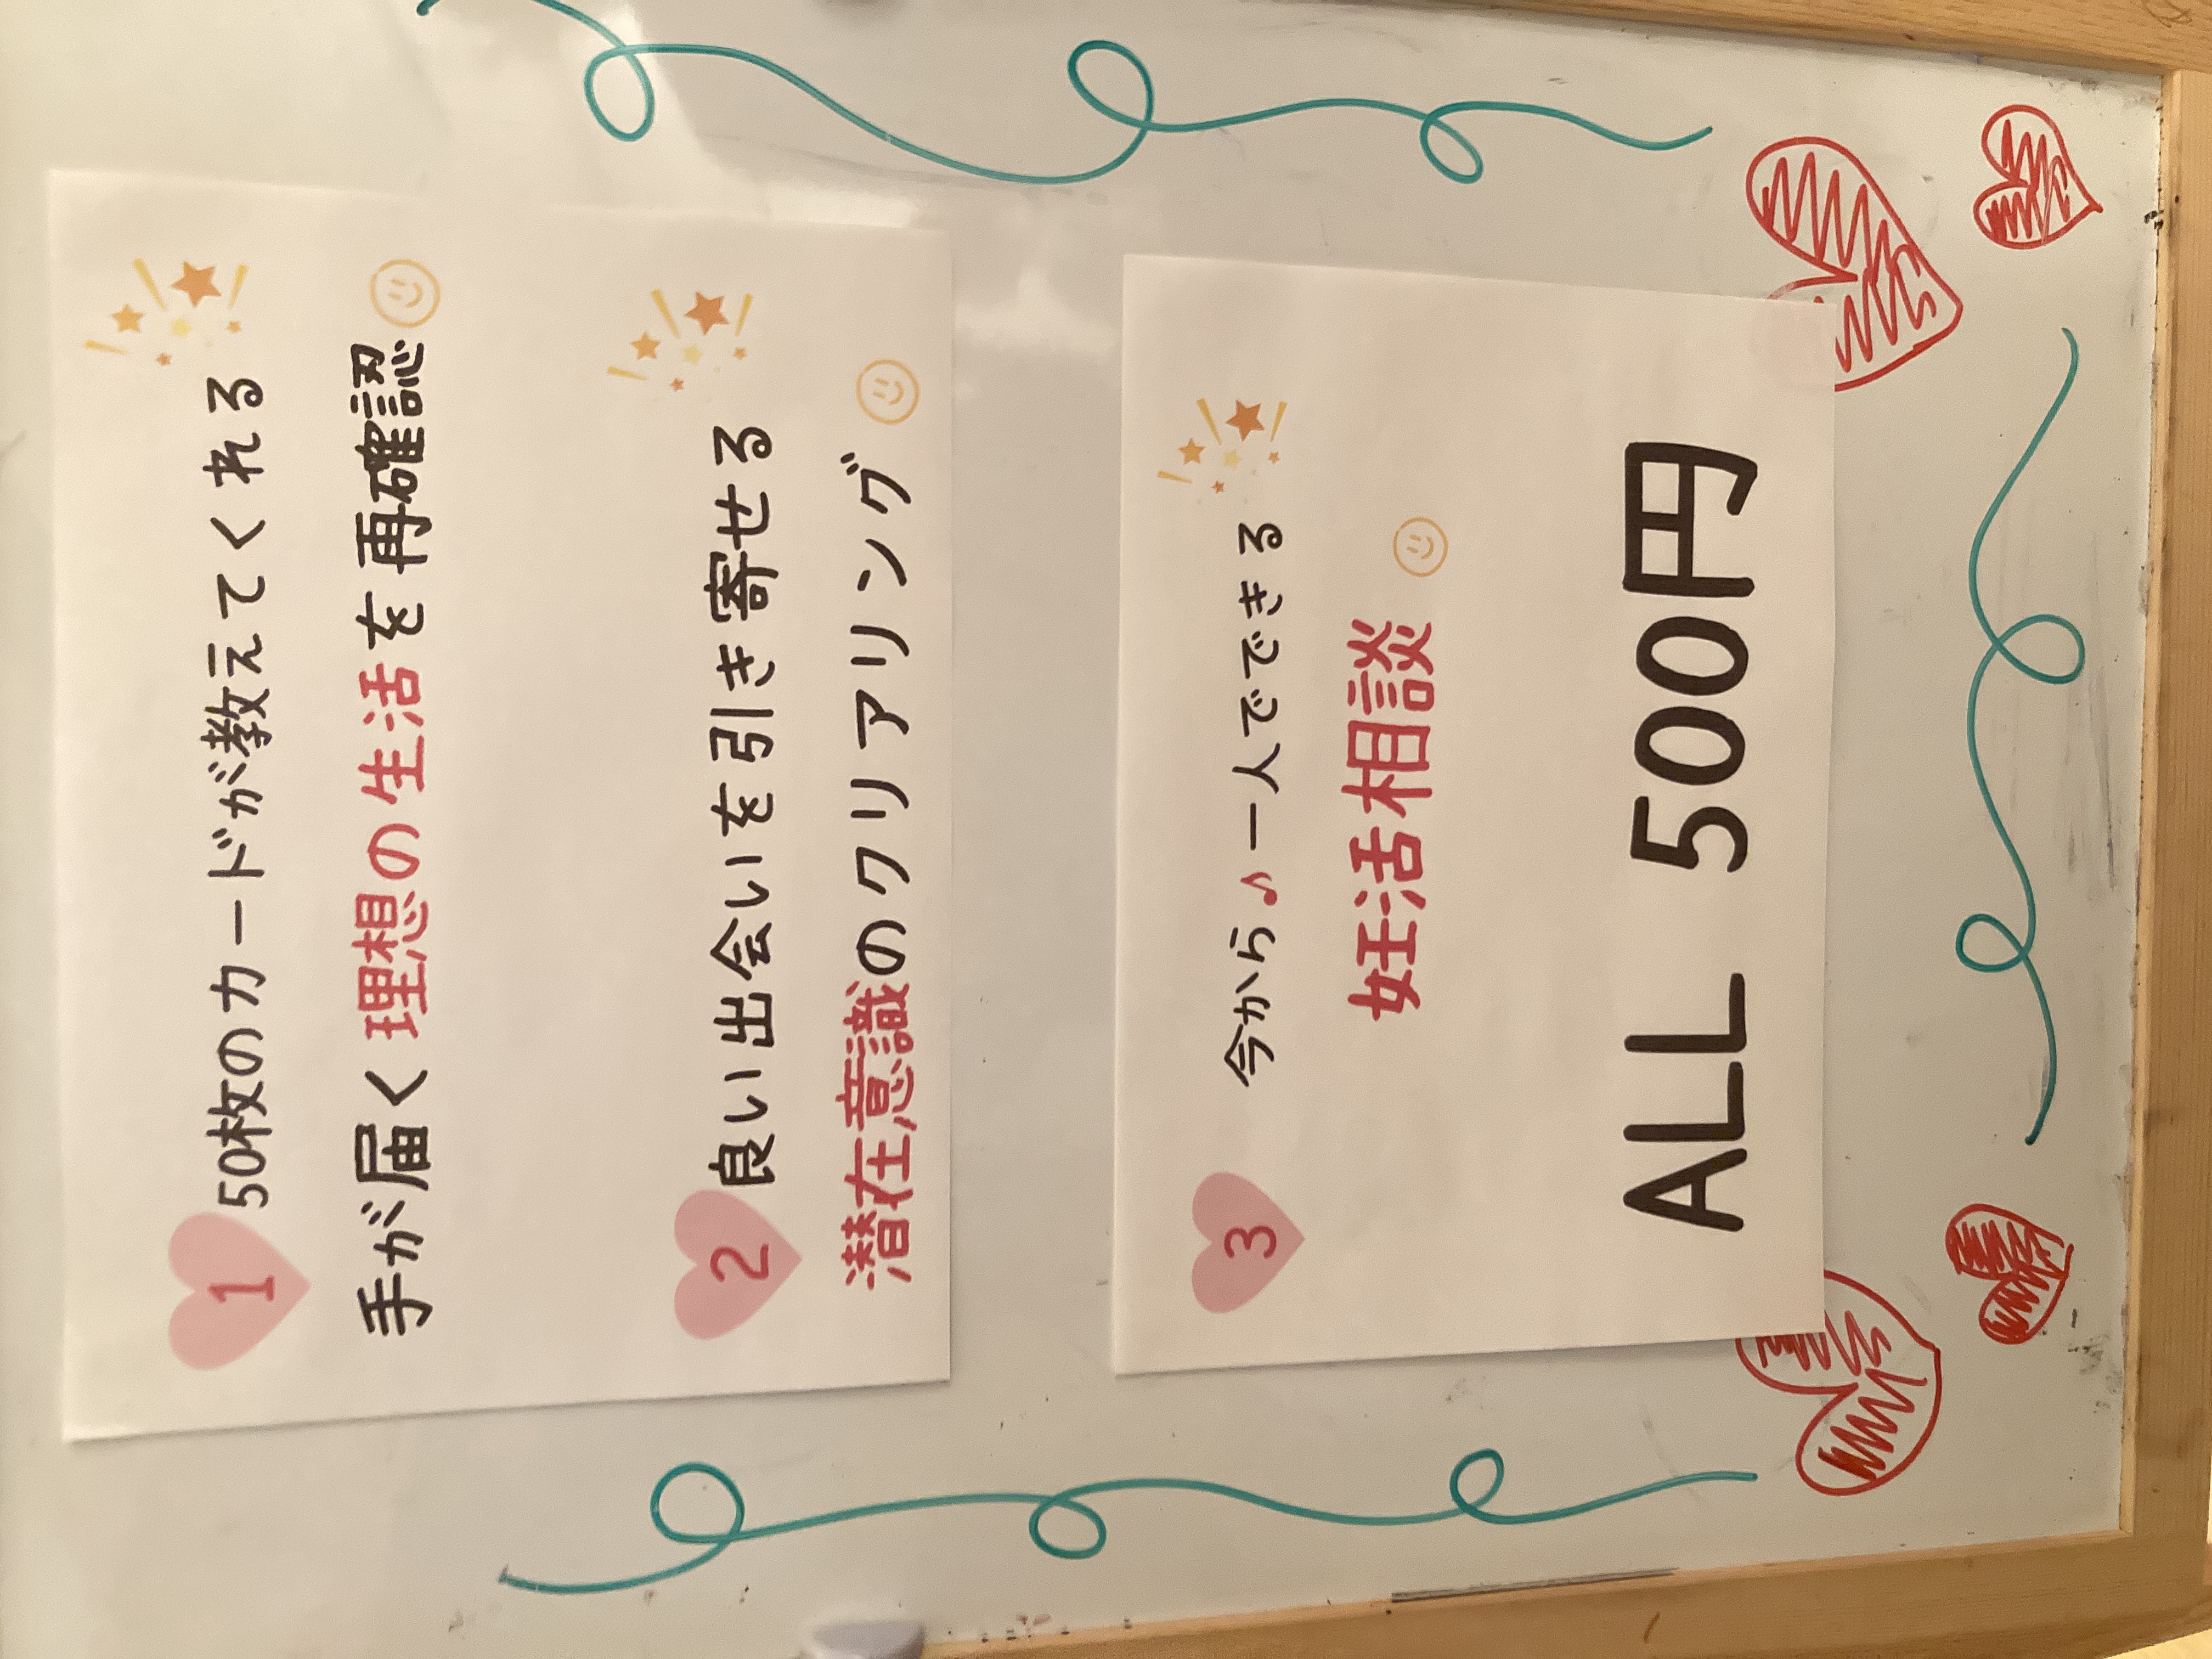 1 50枚のカードが教えてくれる
手が届く理想の生活を再確認
2 良い出会いを引き寄せる
潜在意識のクリアリング
3 今から♪一人でできる
妊活相談
ALL 500円